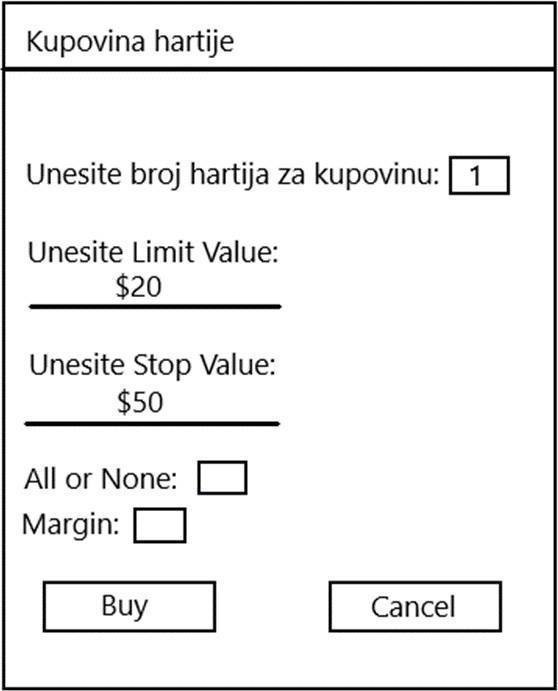 Kupovina hartije
Unesite broj hartija za kupovinu: 1
Unesite Limit Value:
$20
Unesite Stop Value:
$50
All or None:
Margin:
Buy Cancel